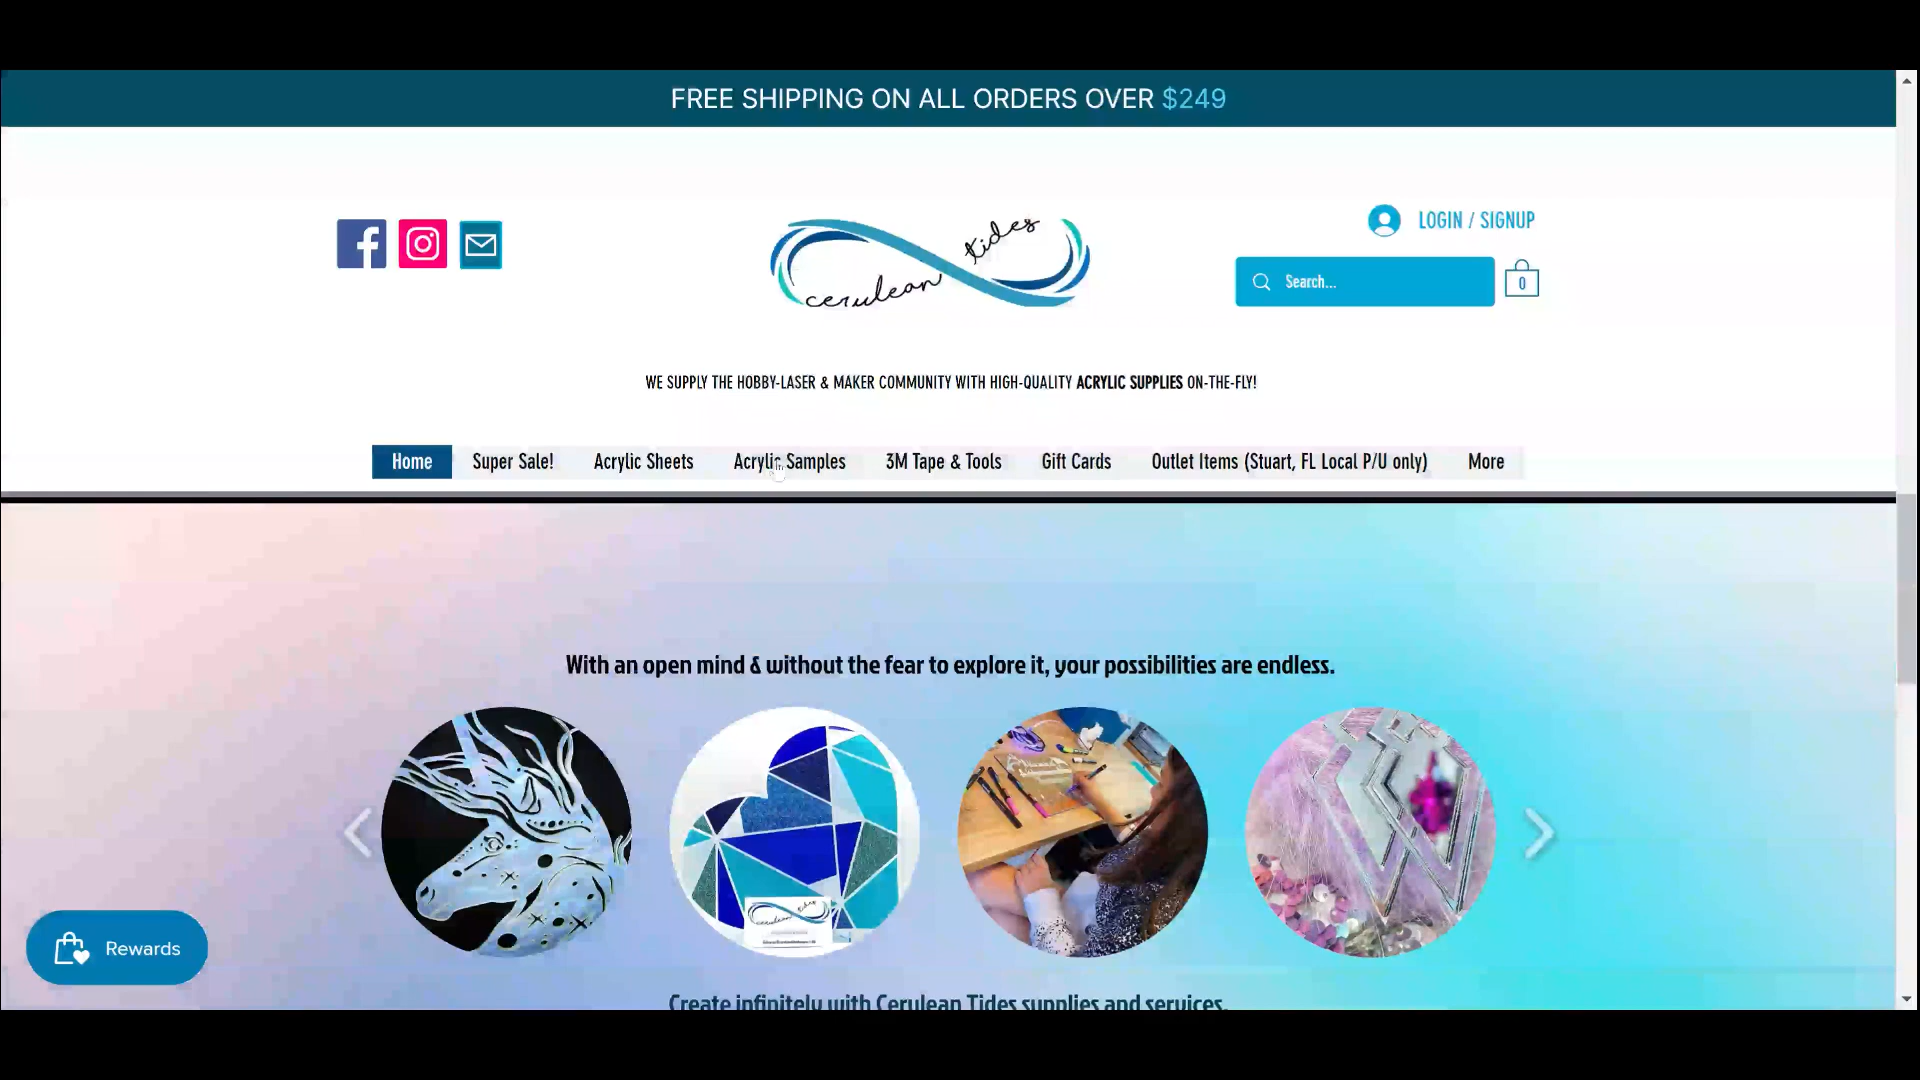 FREE SHIPPING ON ALL ORDERS OVER $249
cerulean tides
LOGIN / SIGNUP
Search...
0
WE SUPPLY THE HOBBY-LASER & MAKER COMMUNITY WITH HIGH-QUALITY ACRYLIC SUPPLIES ON-THE-FLY!
Home Super Sale! Acrylic Sheets Acrylic Samples 3M Tape & Tools Gift Cards Outlet Items (Stuart, FL Local P/U only) More
With an open mind & without the fear to explore it, your possibilities are endless.
cerulean tides
Rewards
Create infinitely with Cerulean Tides supplies and services.